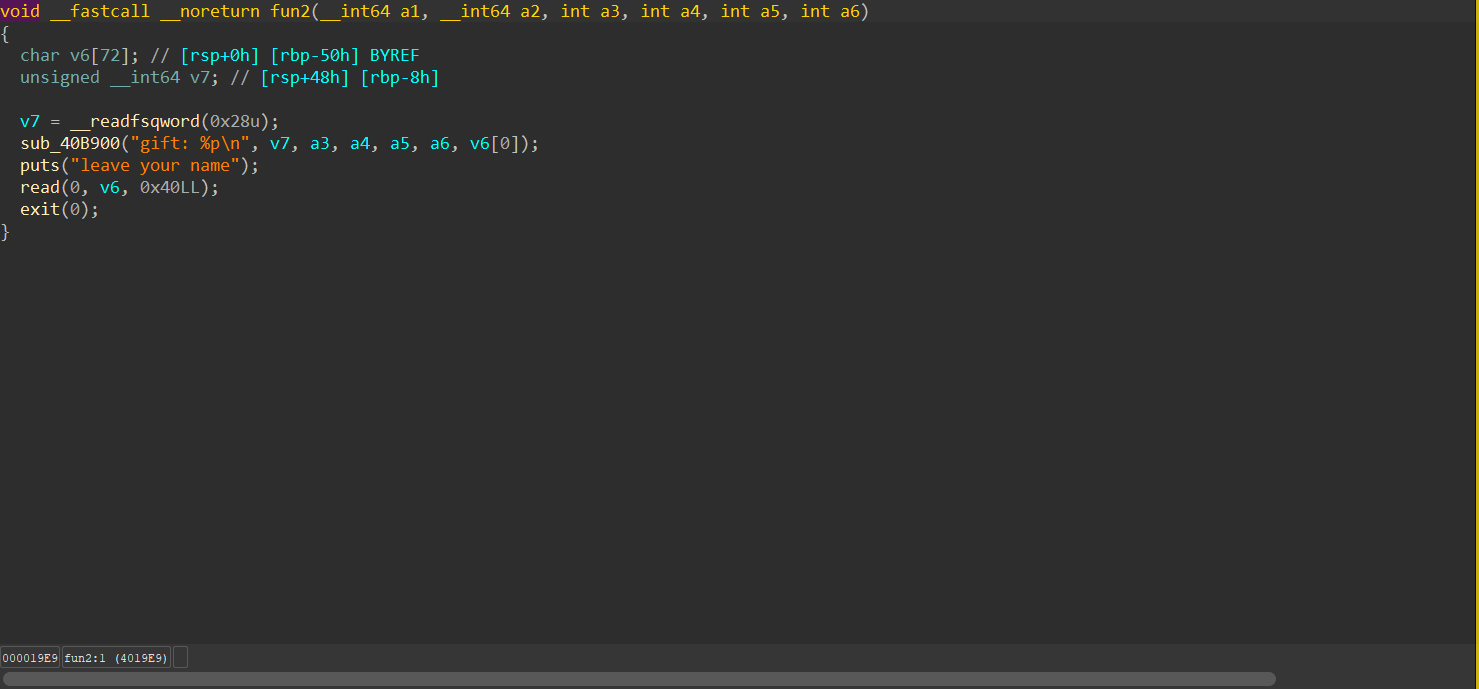 void __fastcall __noreturn fun2(__int64 a1, __int64 a2, int a3, int a4, int a5, int a6)
{
  char v6[72]; // [rsp+0h] [rbp-50h] BYREF
  unsigned __int64 v7; // [rsp+48h] [rbp-8h]

  v7 = __readfsqword(0x28u);
  sub_40B900("gift: %p\n", v7, a3, a4, a5, a6, v6[0]);
  puts("leave your name");
  read(0, v6, 0x40LL);
  exit(0);
}
000019E9 fun2:1 (4019E9)